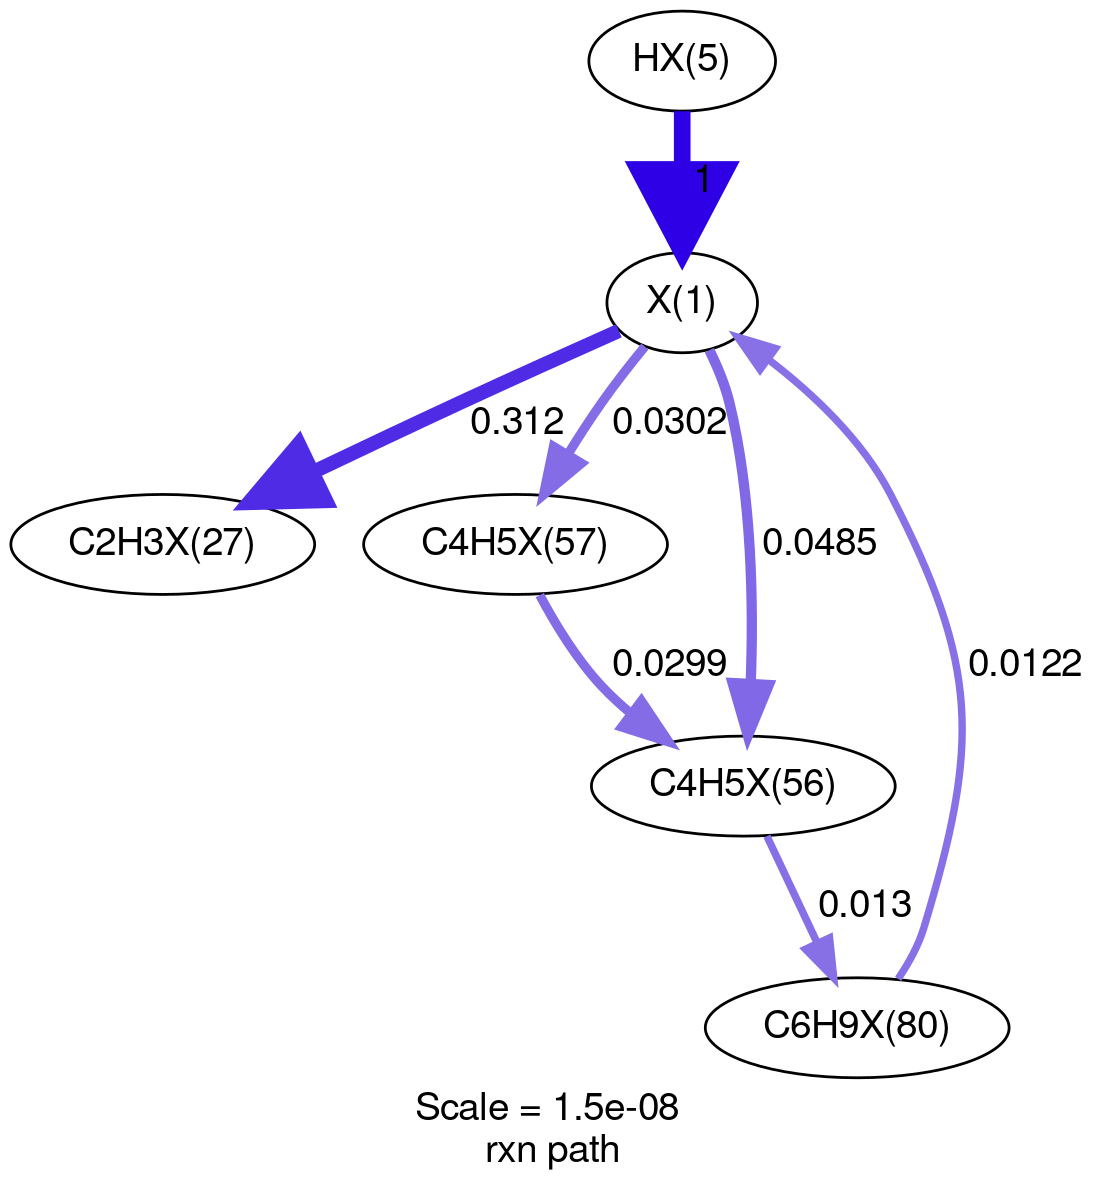 HX(5)
1
X(1)
0.312
0.0302
C2H3X(27)
C4H5X(57)
0.0485
0.0299
0.0122
C4H5X(56)
0.013
C6H9X(80)
Scale = 1.5e-08
rxn path